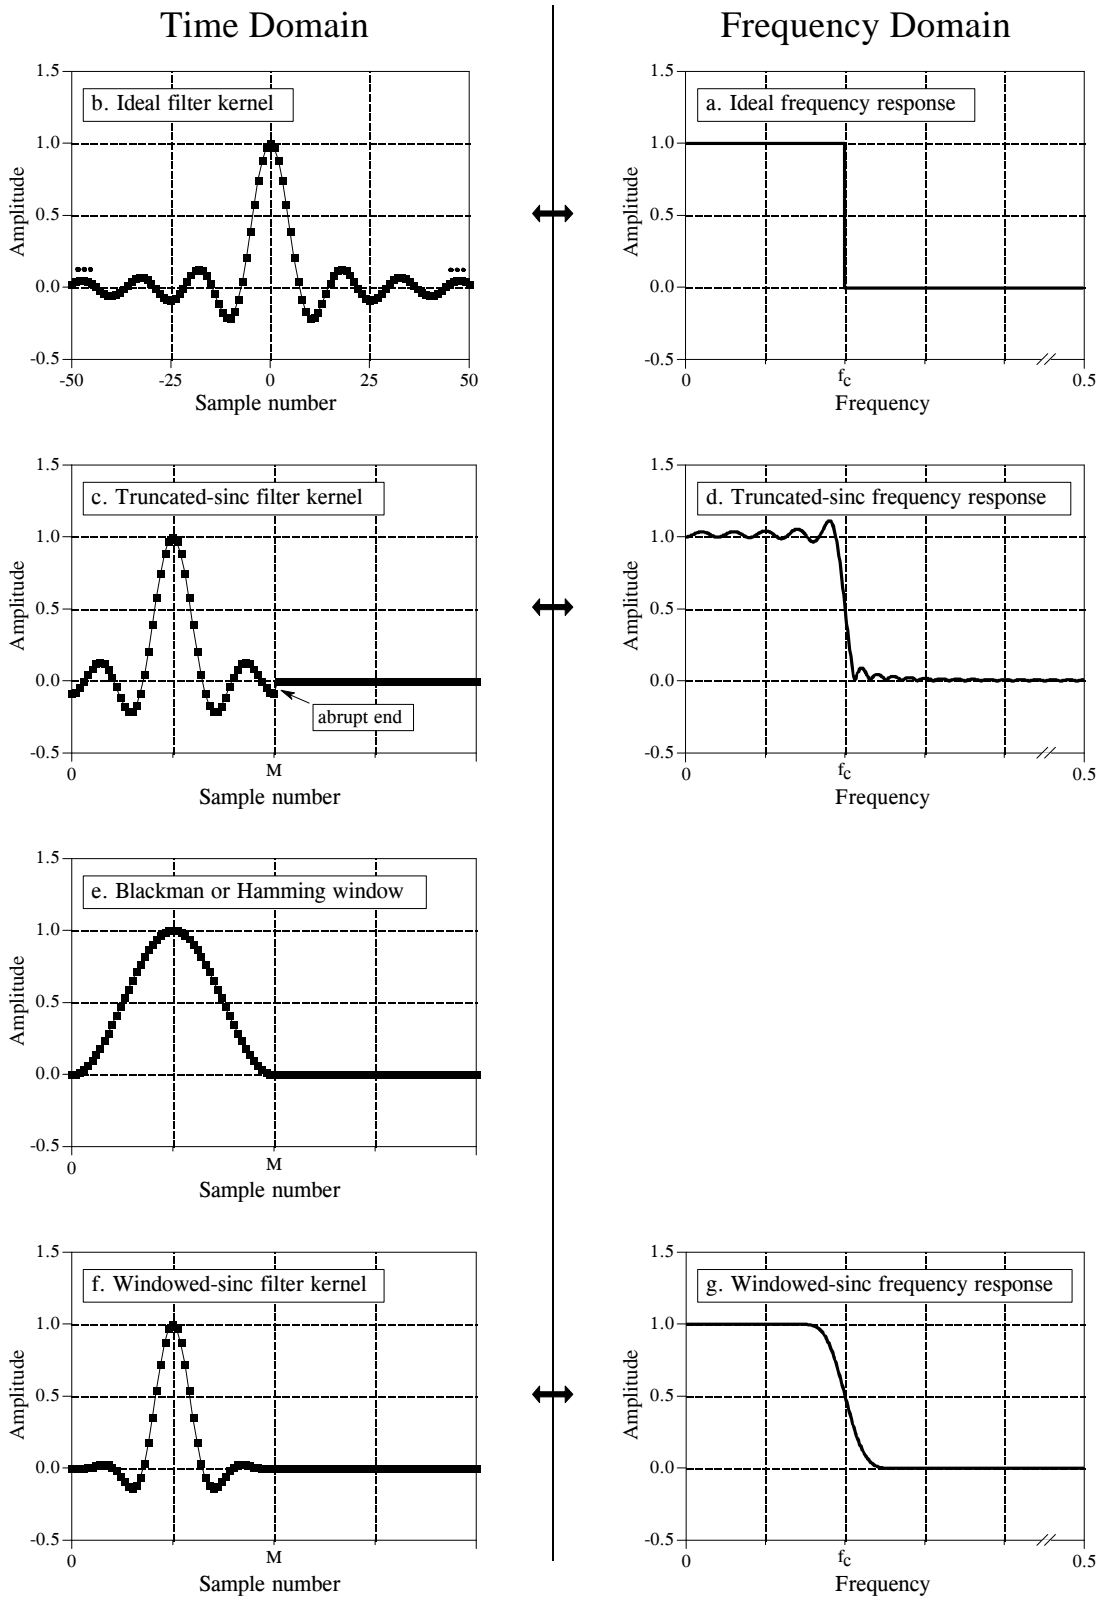 Time Domain
Frequency Domain
1.5
1.0
0.5
0.0
-0.5
Amplitude
b. Ideal filter kernel
-50
-25
0
25
50
Sample number
1.5
1.0
0.5
0.0
-0.5
Amplitude
a. Ideal frequency response
0
fc
0.5
Frequency
1.5
1.0
0.5
0.0
-0.5
Amplitude
c. Truncated-sinc filter kernel
abrupt end
0
M
Sample number
1.5
1.0
0.5
0.0
-0.5
Amplitude
d. Truncated-sinc frequency response
0
fc
0.5
Frequency
1.5
1.0
0.5
0.0
-0.5
Amplitude
e. Blackman or Hamming window
0
M
Sample number
1.5
1.0
0.5
0.0
-0.5
Amplitude
f. Windowed-sinc filter kernel
0
M
Sample number
1.5
1.0
0.5
0.0
-0.5
Amplitude
g. Windowed-sinc frequency response
0
fc
0.5
Frequency